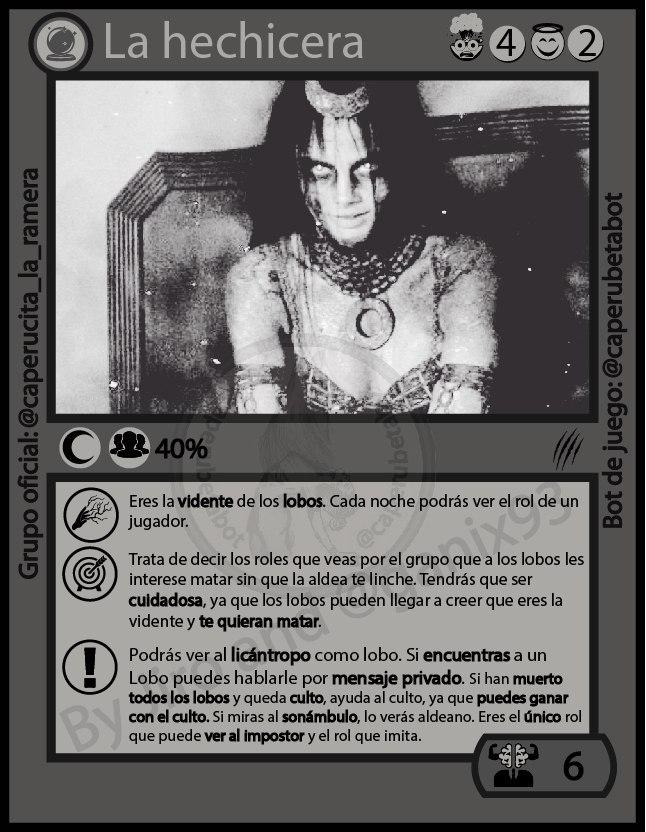 La hechicera
4
2
Grupo oficial: @caperucita_la_ramera
Bot de juego: @caperubetabot
40%
Eres la vidente de los lobos. Cada noche podrás ver el rol de un
jugador.
Trata de decir los roles que veas por el grupo que a los lobos les
interese matar sin que la aldea te linche. Tendrás que ser
cuidadosa, ya que los lobos pueden llegar a creer que eres la
vidente y te quieran matar.
Podrás ver al licántropo como lobo. Si encuentras a un
Lobo puedes hablarle por mensaje privado. Si han muerto
todos los lobos y queda culto, ayuda al culto, ya que puedes ganar
con el culto. Si miras al sonámbulo, lo verás aldeano. Eres el único rol
que puede ver al impostor y el rol que imita.
6
@caperubetabot